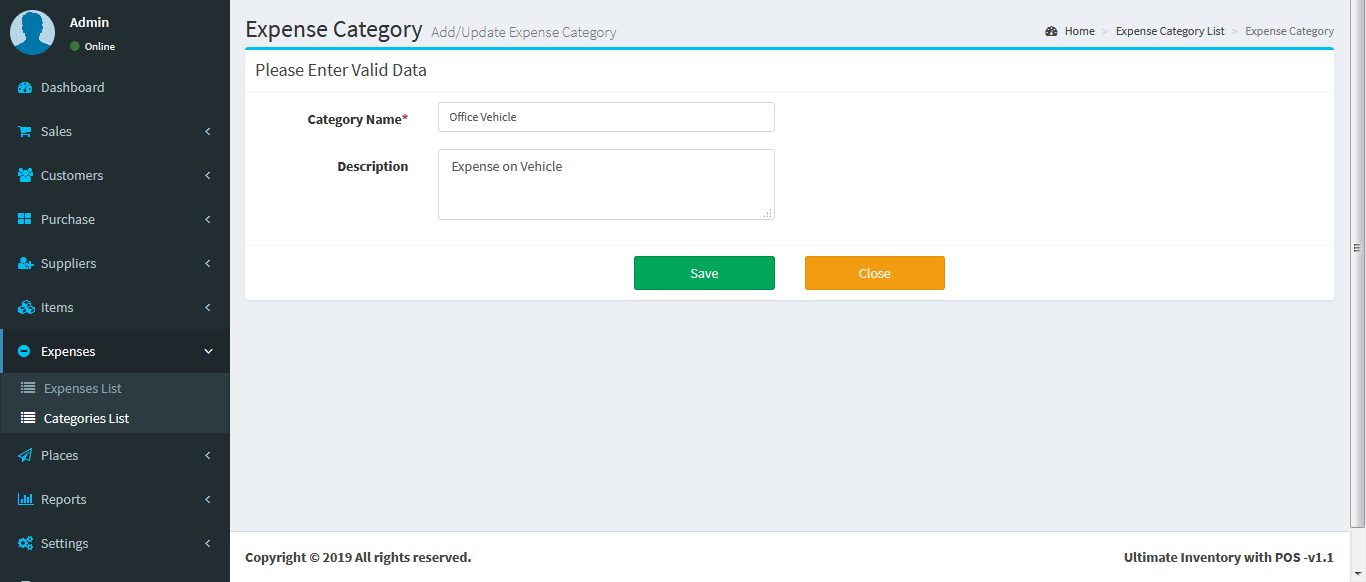 Admin
Online
Dashboard
Sales
Customers
Purchase
Suppliers
Items
Expenses
Expenses List
Categories List
Places
Reports
Settings
Expense Category Add/Update Expense Category
Home > Expense Category List > Expense Category
Please Enter Valid Data
Category Name* Office Vehicle
Description Expense on Vehicle
Save Close
Copyright © 2019 All rights reserved. Ultimate Inventory with POS -v1.1